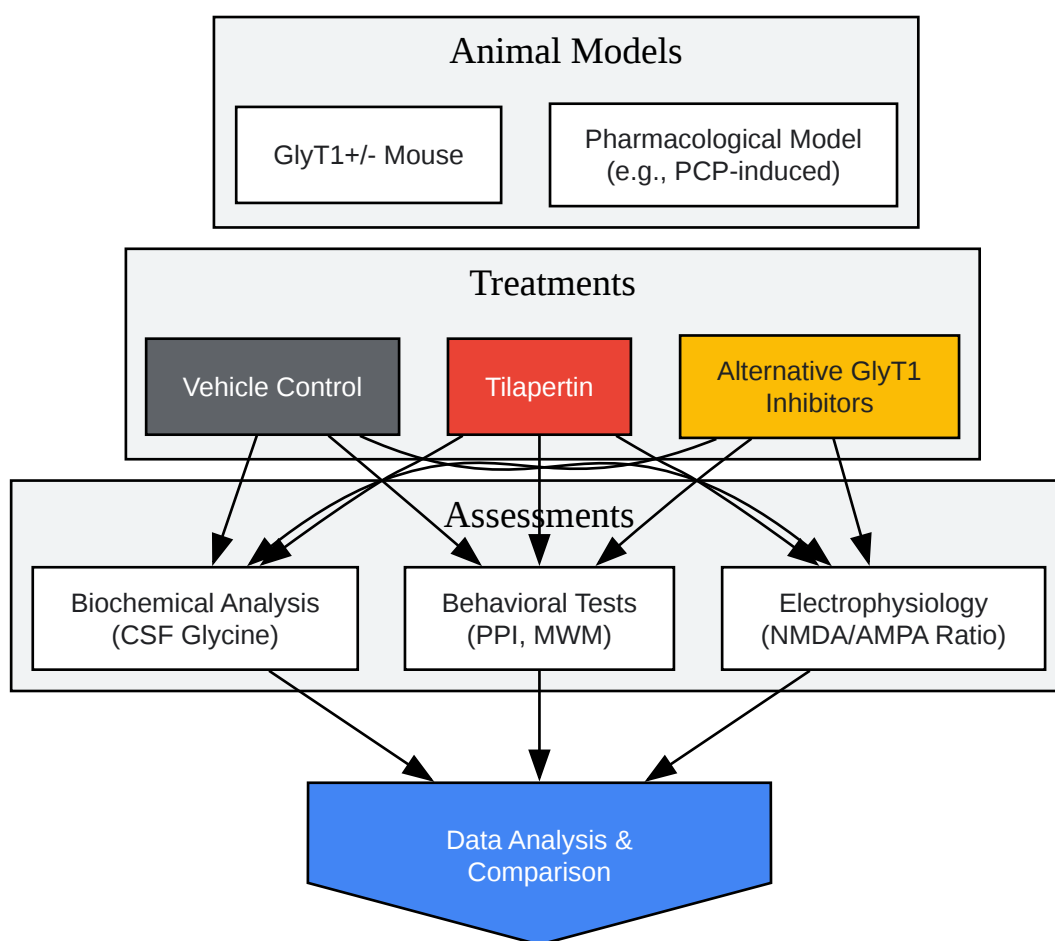 Animal Models
GlyT1+/- Mouse
Pharmacological Model
(e.g., PCP-induced)
Treatments
Vehicle Control
Tilapertin
Alternative GlyT1
Inhibitors
Assessments
Biochemical Analysis
(CSF Glycine)
Behavioral Tests
(PPI, MWM)
Electrophysiology
(NMDA/AMPA Ratio)
Data Analysis &
Comparison